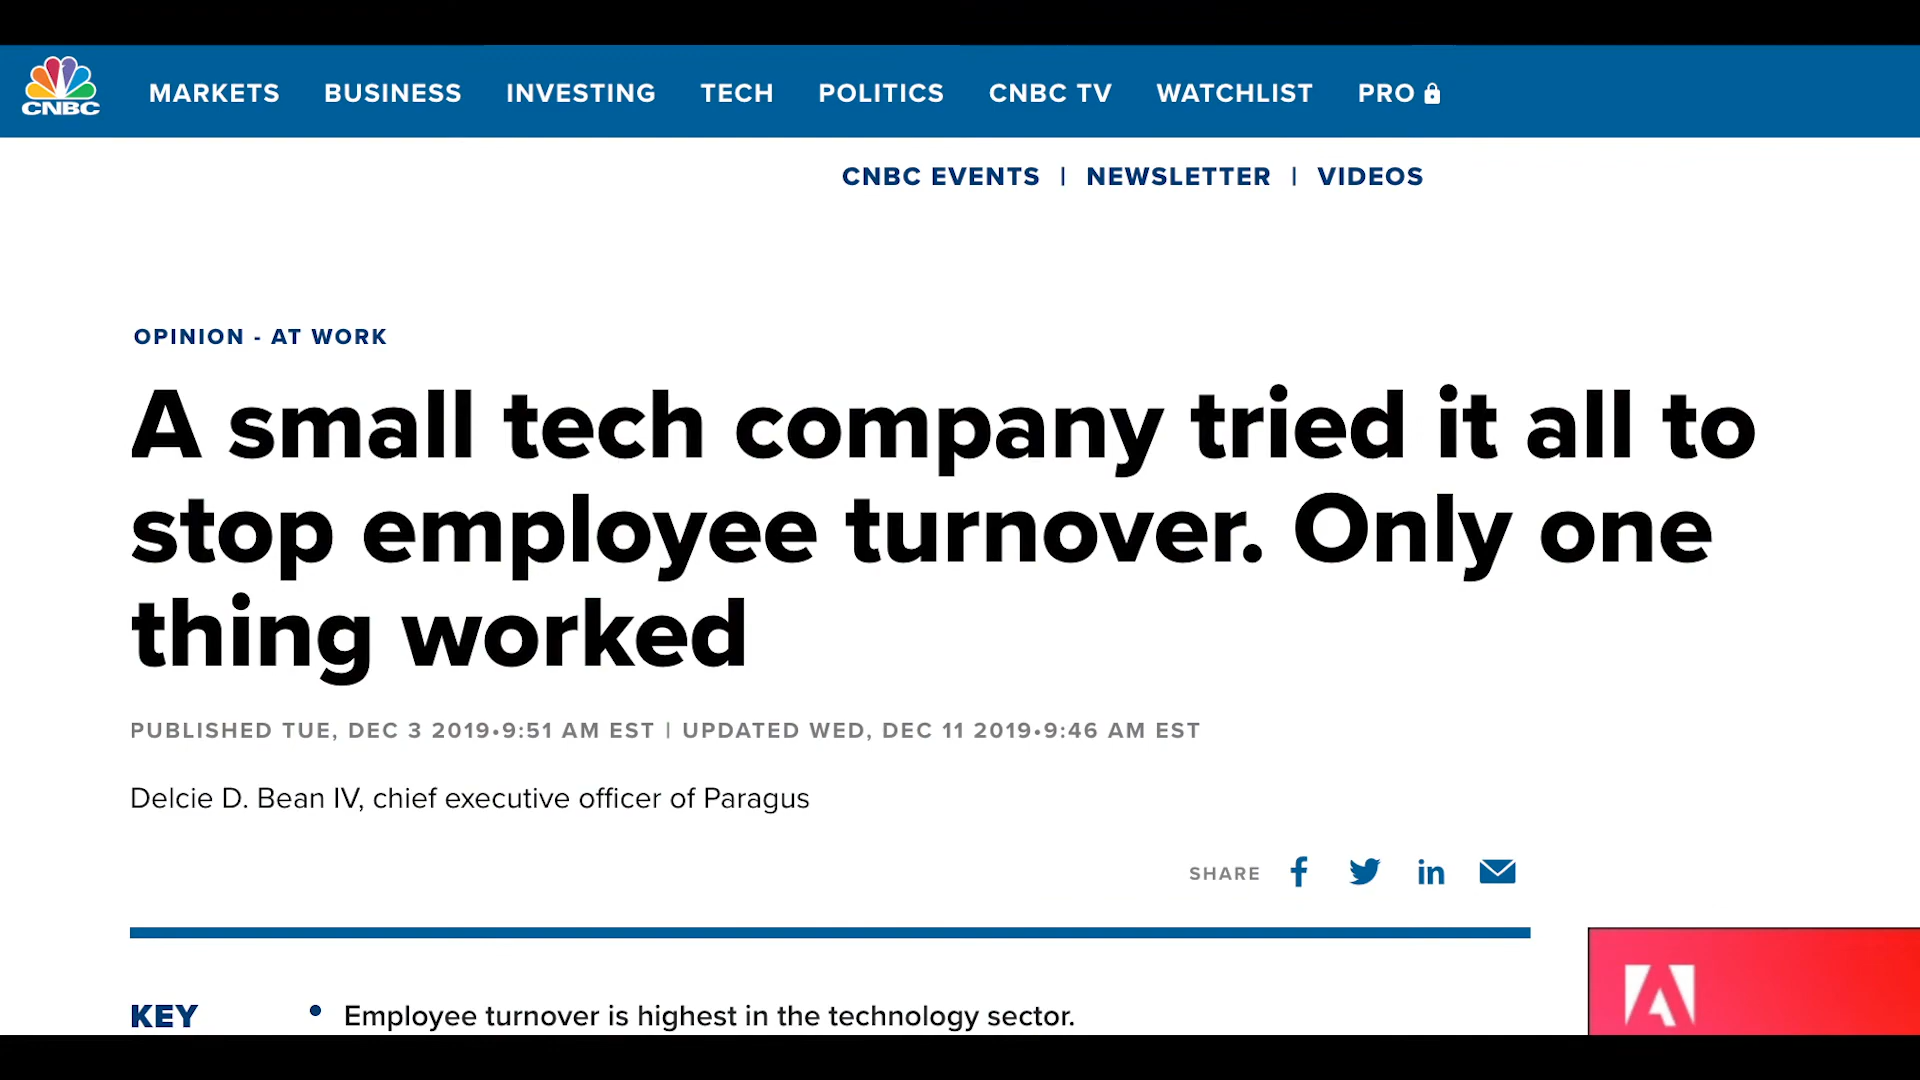 CNBC
MARKETS BUSINESS INVESTING TECH POLITICS CNBC TV WATCHLIST PRO
CNBC EVENTS | NEWSLETTER | VIDEOS
OPINION - AT WORK
A small tech company tried it all to
stop employee turnover. Only one
thing worked
PUBLISHED TUE, DEC 3 2019•9:51 AM EST | UPDATED WED, DEC 11 2019•9:46 AM EST
Delcie D. Bean IV, chief executive officer of Paragus
SHARE
KEY • Employee turnover is highest in the technology sector.